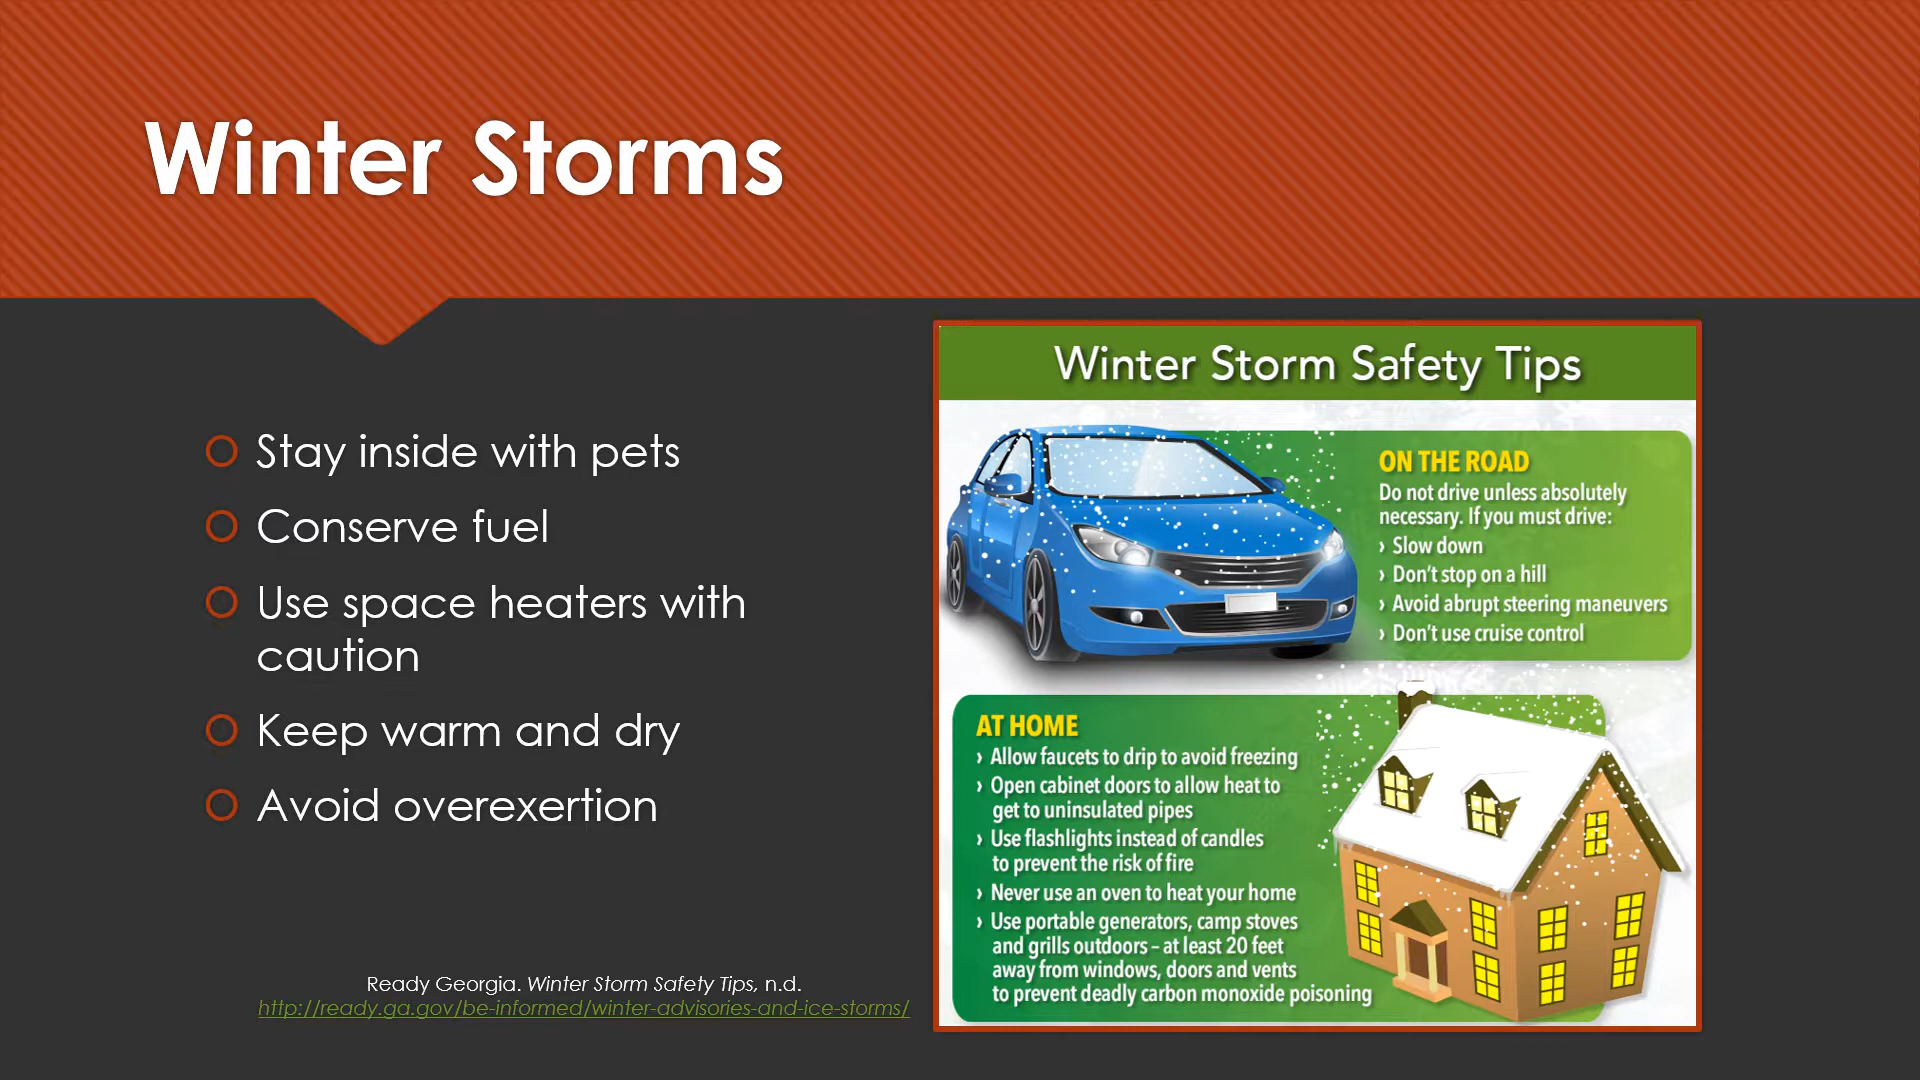 Winter Storms
Stay inside with pets
Conserve fuel
Use space heaters with
caution
Keep warm and dry
Avoid overexertion
Ready Georgia. Winter Storm Safety Tips, n.d.
http://ready.ga.gov/be-informed/winter-advisories-and-ice-storms/
Winter Storm Safety Tips
ON THE ROAD
Do not drive unless absolutely
necessary. If you must drive:
› Slow down
› Don't stop on a hill
› Avoid abrupt steering maneuvers
› Don't use cruise control
AT HOME
› Allow faucets to drip to avoid freezing
› Open cabinet doors to allow heat to
get to uninsulated pipes
› Use flashlights instead of candles
to prevent the risk of fire
› Never use an oven to heat your home
› Use portable generators, camp stoves
and grills outdoors – at least 20 feet
away from windows, doors and vents
to prevent deadly carbon monoxide poisoning